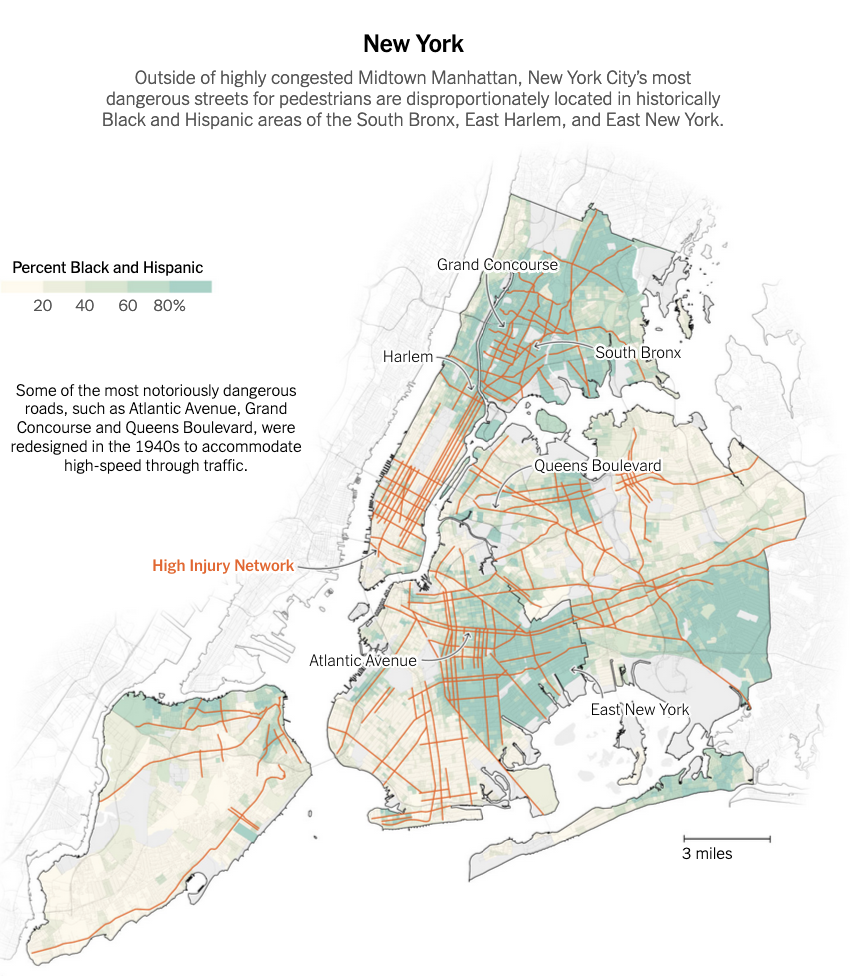 New York
Outside of highly congested Midtown Manhattan, New York City’s most
dangerous streets for pedestrians are disproportionately located in historically
Black and Hispanic areas of the South Bronx, East Harlem, and East New York.
Percent Black and Hispanic
20 40 60 80%
Some of the most notoriously dangerous
roads, such as Atlantic Avenue, Grand
Concourse and Queens Boulevard, were
redesigned in the 1940s to accommodate
high-speed through traffic.
Grand Concourse
Harlem
South Bronx
Queens Boulevard
High Injury Network
Atlantic Avenue
East New York
3 miles